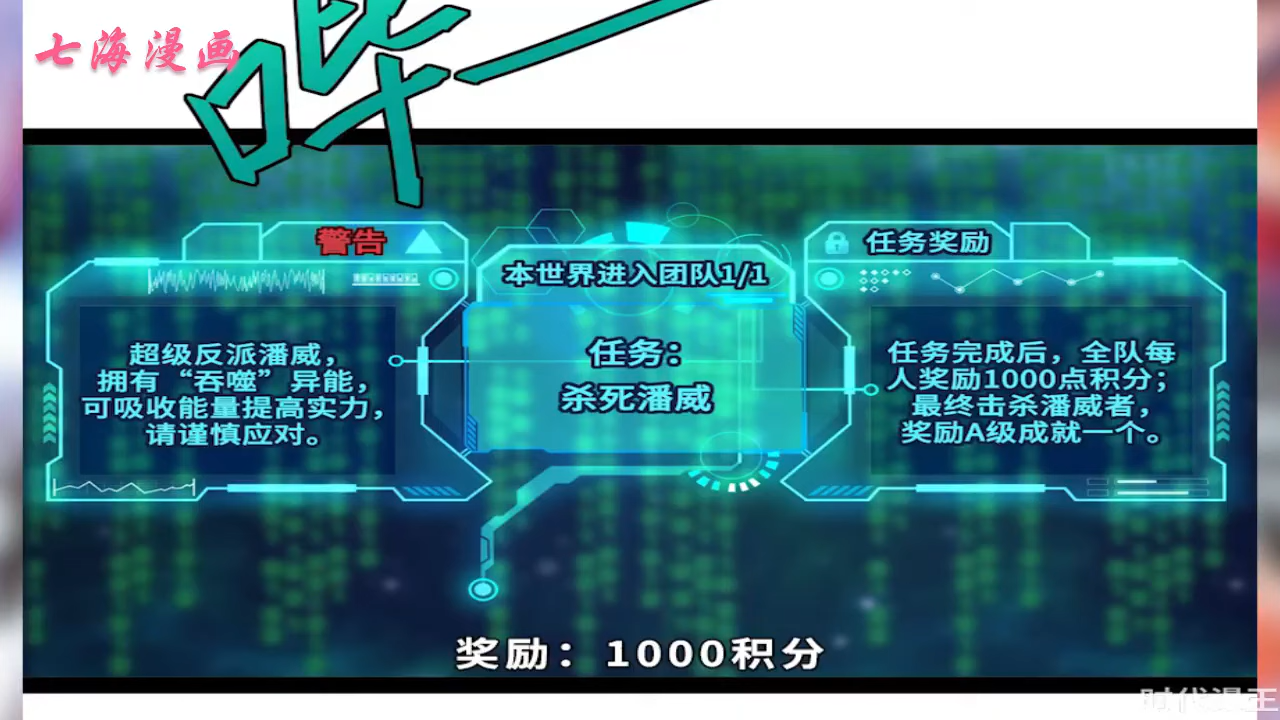 七海漫画
哔
警告
超级反派潘威，
拥有“吞噬”异能，
可吸收能量提高实力，
请谨慎应对。
本世界进入团队1/1
任务：
杀死潘威
任务奖励
任务完成后，全队每
人奖励1000点积分；
最终击杀潘威者，
奖励A级成就一个。
奖励：1000积分
时代漫王